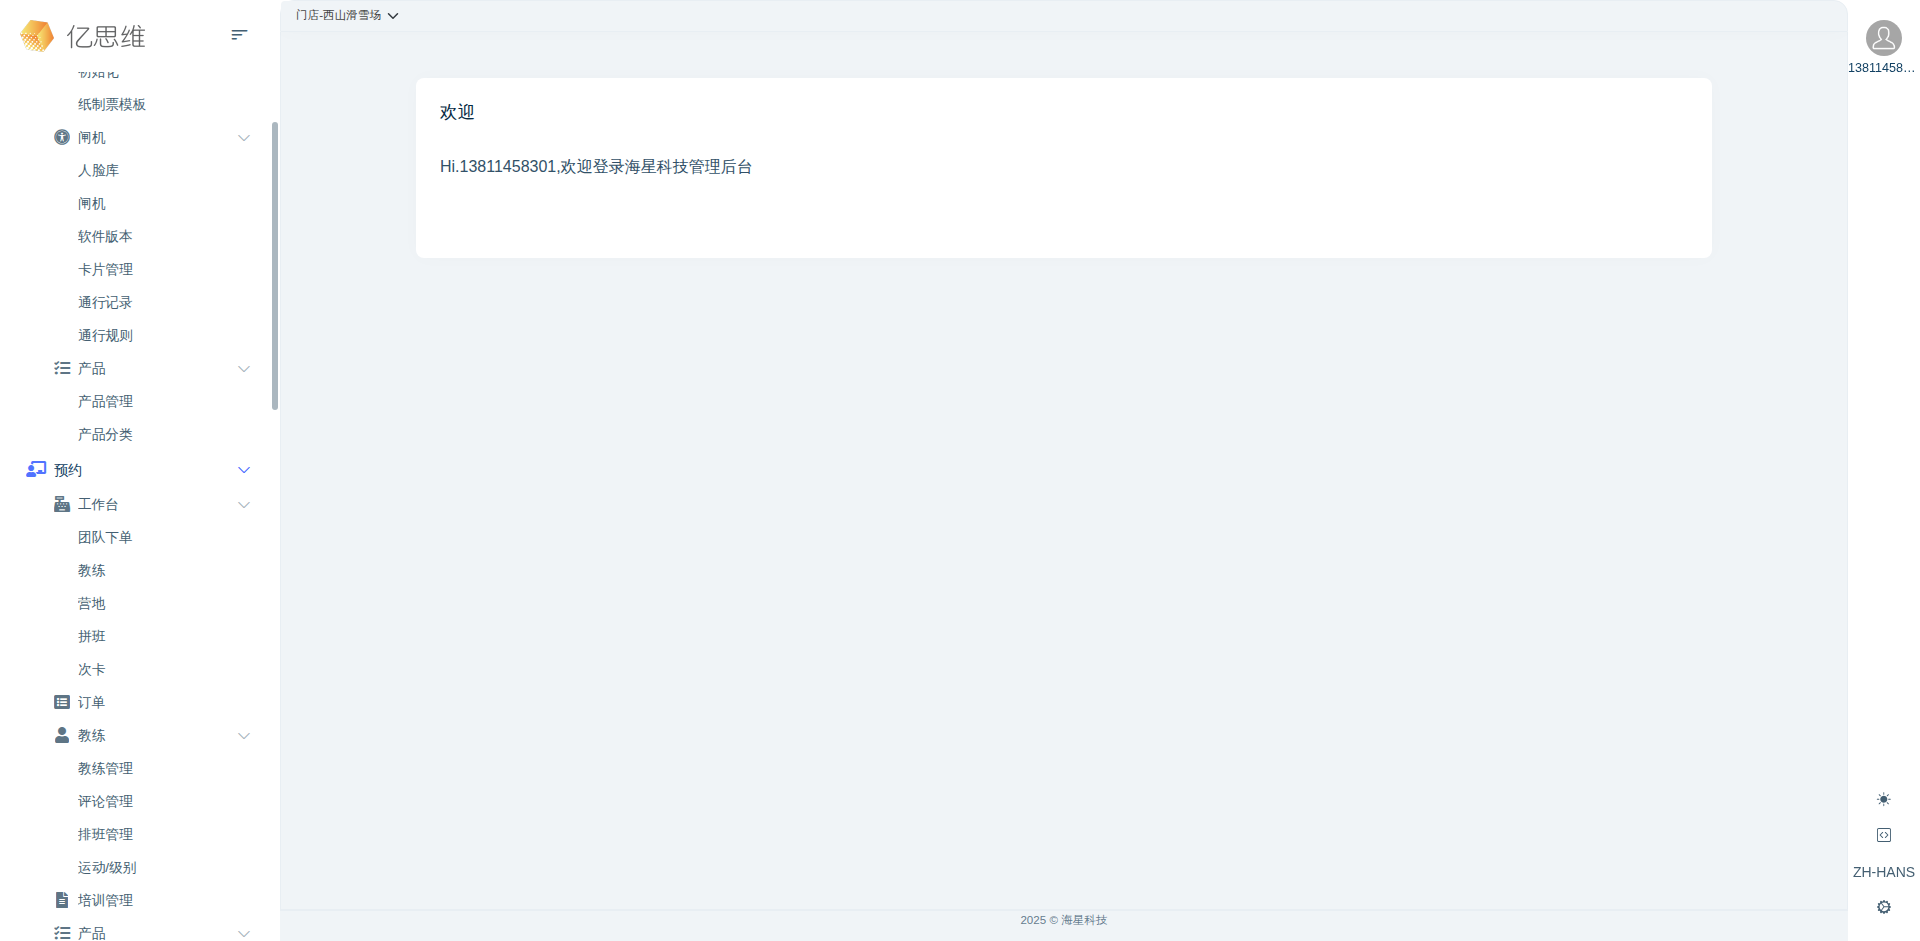 亿思维
初始化
纸制票模板
闸机
人脸库
闸机
软件版本
卡片管理
通行记录
通行规则
产品
产品管理
产品分类
预约
工作台
团队下单
教练
营地
拼班
次卡
订单
教练
教练管理
评论管理
排班管理
运动/级别
培训管理
产品
门店-西山滑雪场
欢迎
Hi.13811458301,欢迎登录海星科技管理后台
2025 © 海星科技
13811458…
ZH-HANS